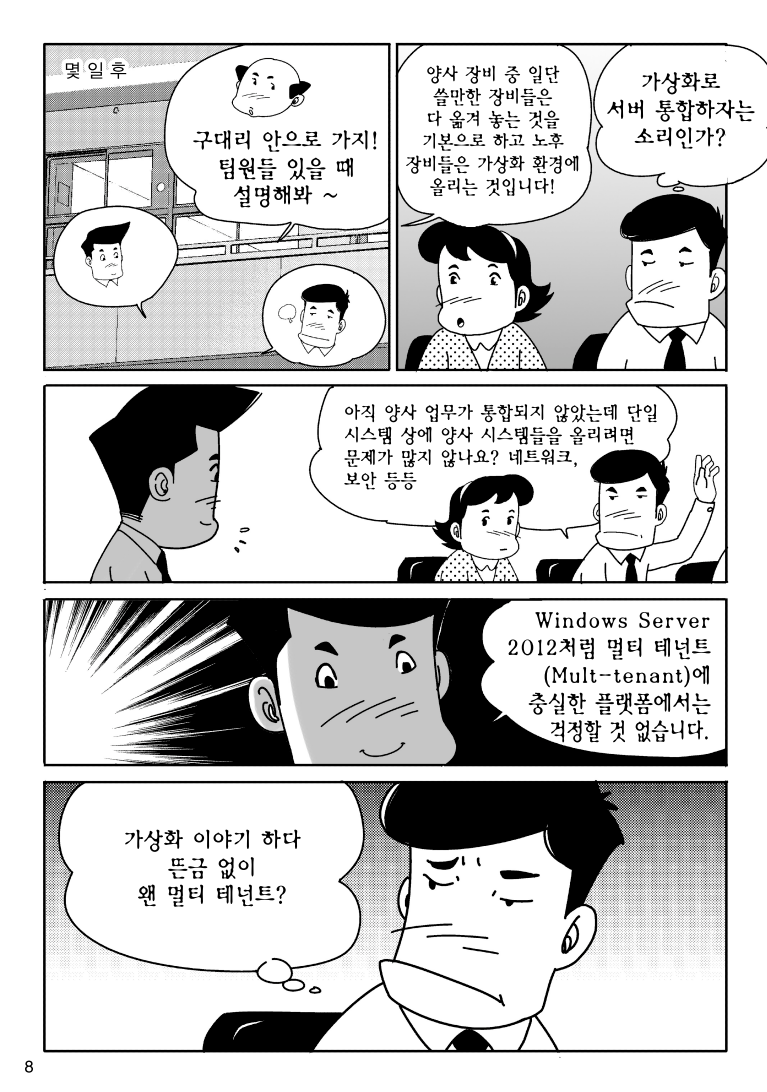 몇일후
구대리 안으로 가지!
팀원들 있을 때
설명해봐 ~
양사 장비 중 일단
쓸만한 장비들은
다 옮겨 놓는 것을
기본으로 하고 노후
장비들은 가상화 환경에
올리는 것입니다!
가상화로
서버 통합하자는
소리인가?
아직 양사 업무가 통합되지 않았는데 단일
시스템 상에 양사 시스템들을 올리려면
문제가 많지 않나요? 네트워크,
보안 등등
Windows Server
2012처럼 멀티 테넌트
(Mult-tenant)에
충실한 플랫폼에서는
걱정할 것 없습니다.
가상화 이야기 하다
뜬금 없이
왠 멀티 테넌트?
8